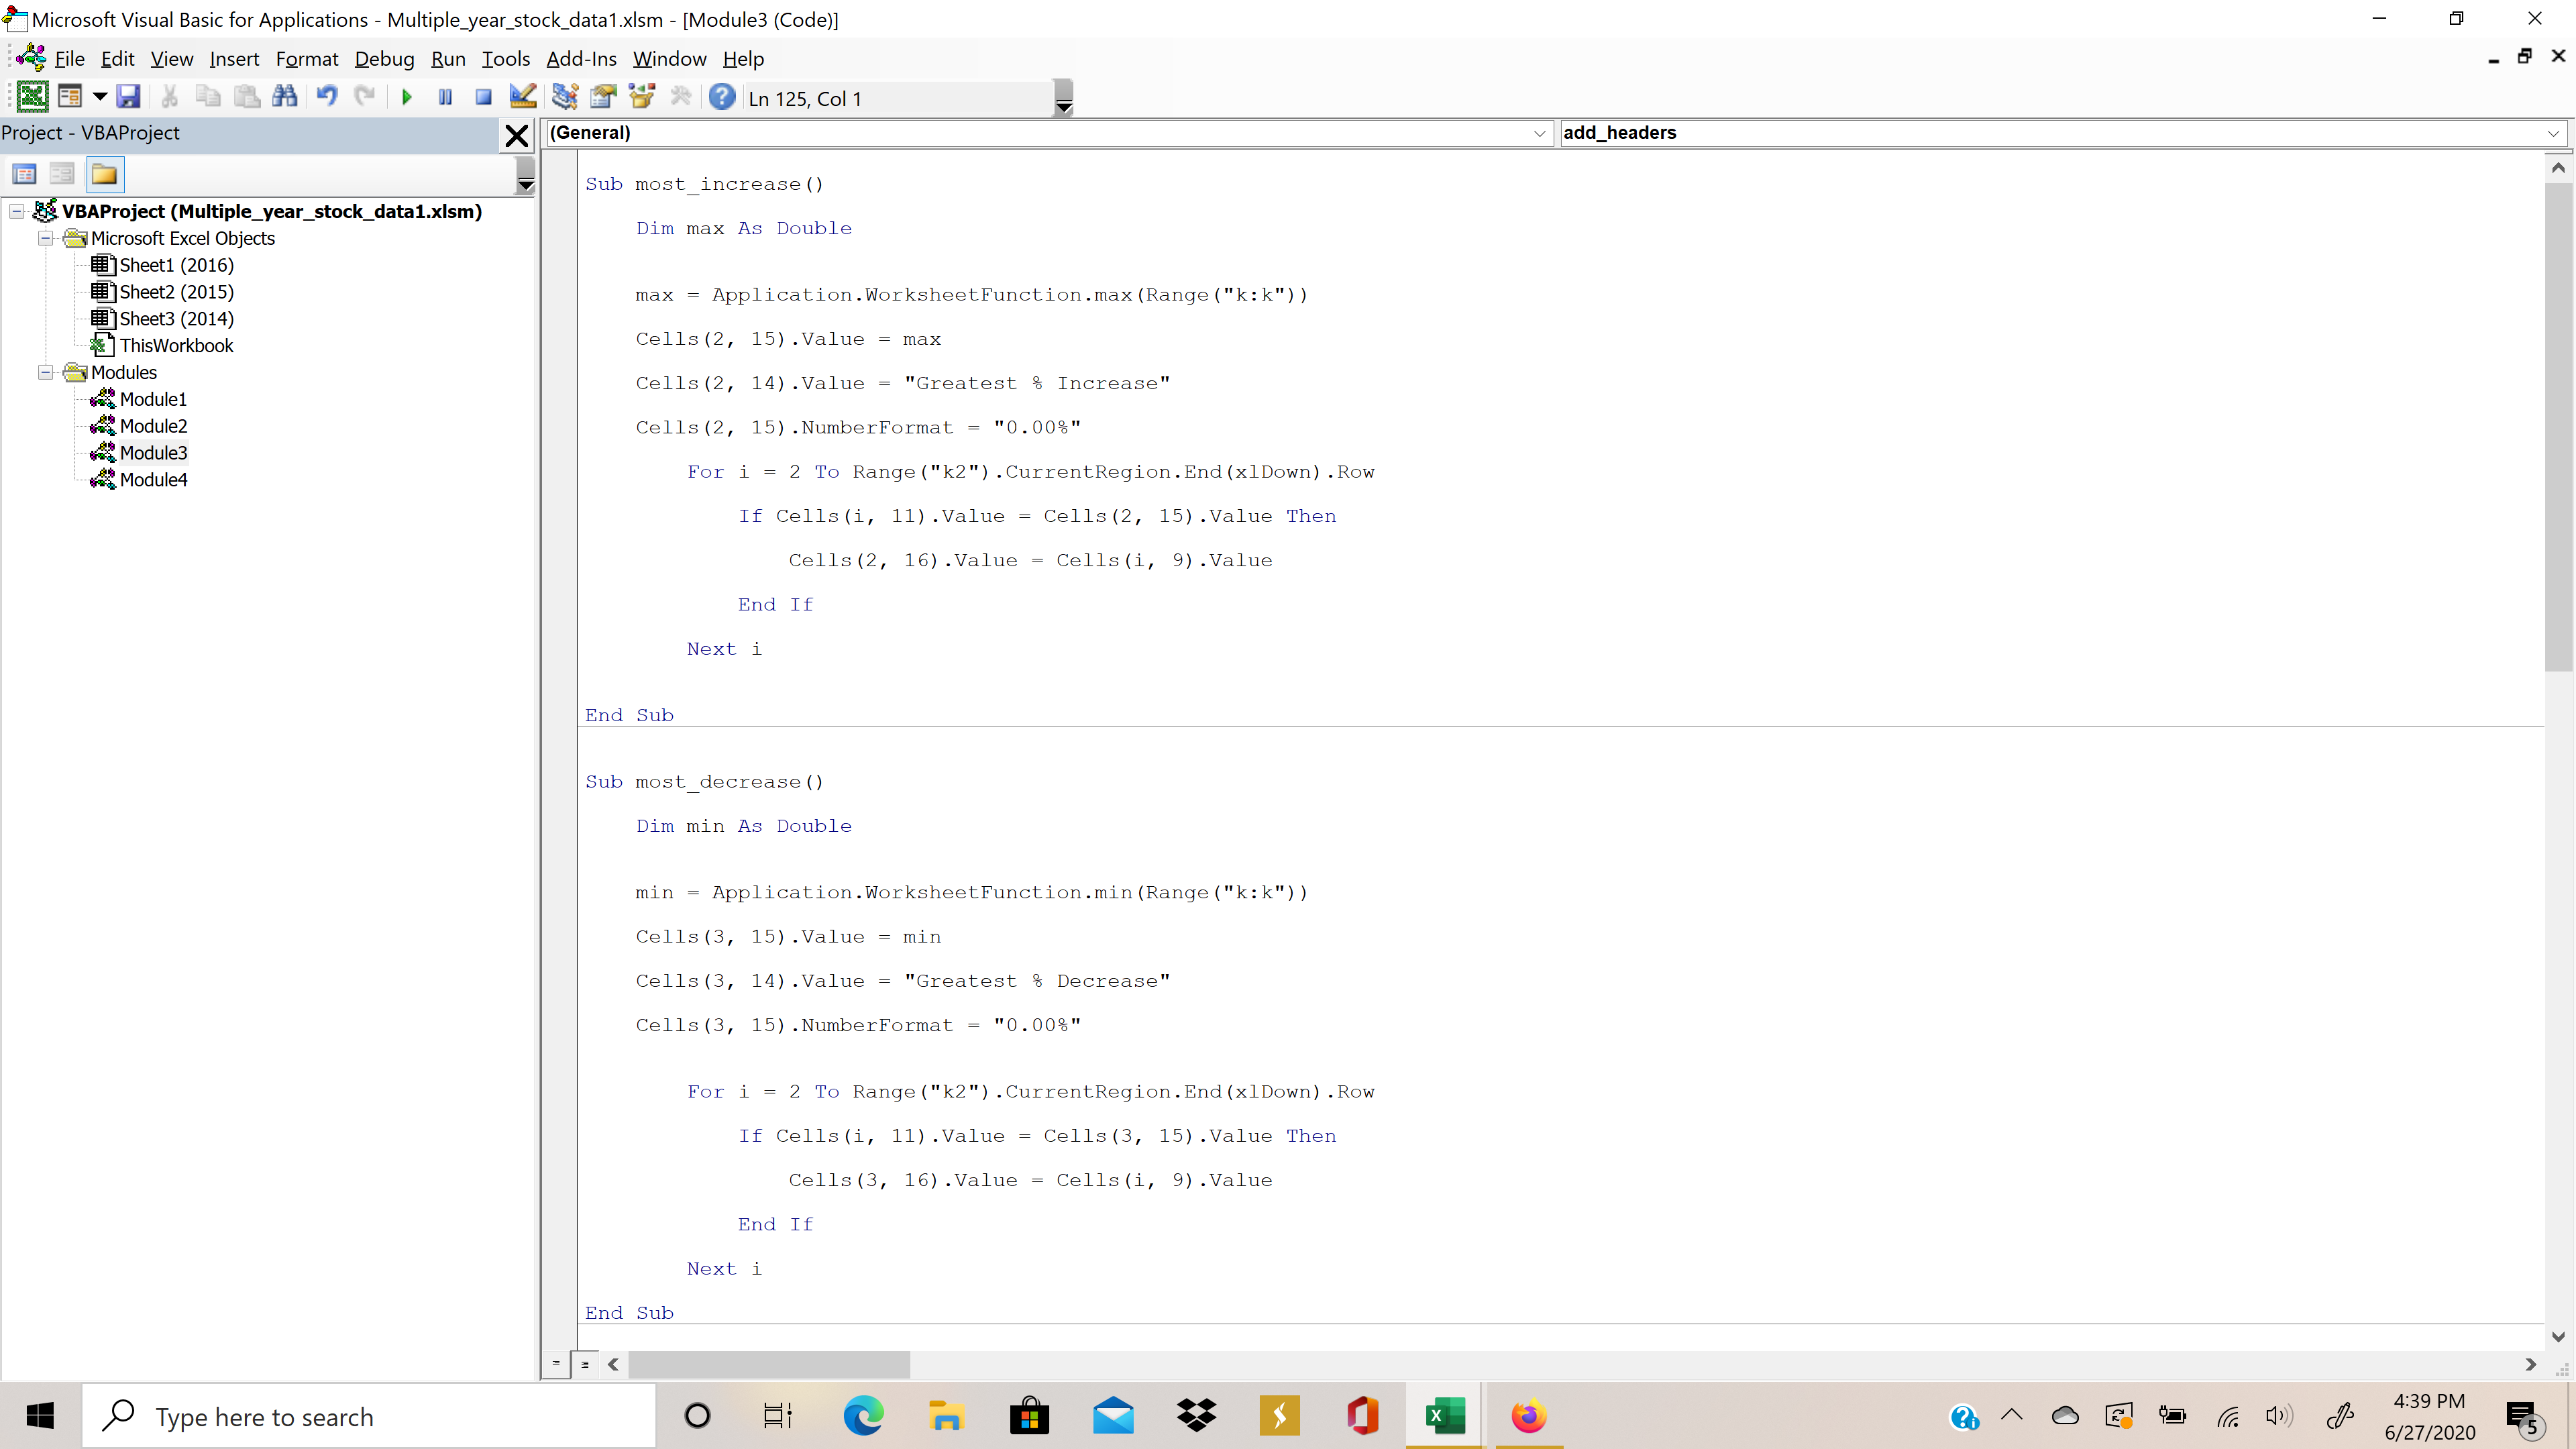 Microsoft Visual Basic for Applications - Multiple_year_stock_data1.xlsm - [Module3 (Code)]
File Edit View Insert Format Debug Run Tools Add-Ins Window Help
Ln 125, Col 1
Project - VBAProject
(General)
add_headers
VBAProject (Multiple_year_stock_data1.xlsm)
Microsoft Excel Objects
Sheet1 (2016)
Sheet2 (2015)
Sheet3 (2014)
ThisWorkbook
Modules
Module1
Module2
Module3
Module4
Sub most_increase()
Dim max As Double
max = Application.WorksheetFunction.max(Range("k:k"))
Cells(2, 15).Value = max
Cells(2, 14).Value = "Greatest % Increase"
Cells(2, 15).NumberFormat = "0.00%"
For i = 2 To Range("k2").CurrentRegion.End(xlDown).Row
If Cells(i, 11).Value = Cells(2, 15).Value Then
Cells(2, 16).Value = Cells(i, 9).Value
End If
Next i
End Sub
Sub most_decrease()
Dim min As Double
min = Application.WorksheetFunction.min(Range("k:k"))
Cells(3, 15).Value = min
Cells(3, 14).Value = "Greatest % Decrease"
Cells(3, 15).NumberFormat = "0.00%"
For i = 2 To Range("k2").CurrentRegion.End(xlDown).Row
If Cells(i, 11).Value = Cells(3, 15).Value Then
Cells(3, 16).Value = Cells(i, 9).Value
End If
Next i
End Sub
Type here to search
4:39 PM
6/27/2020
5